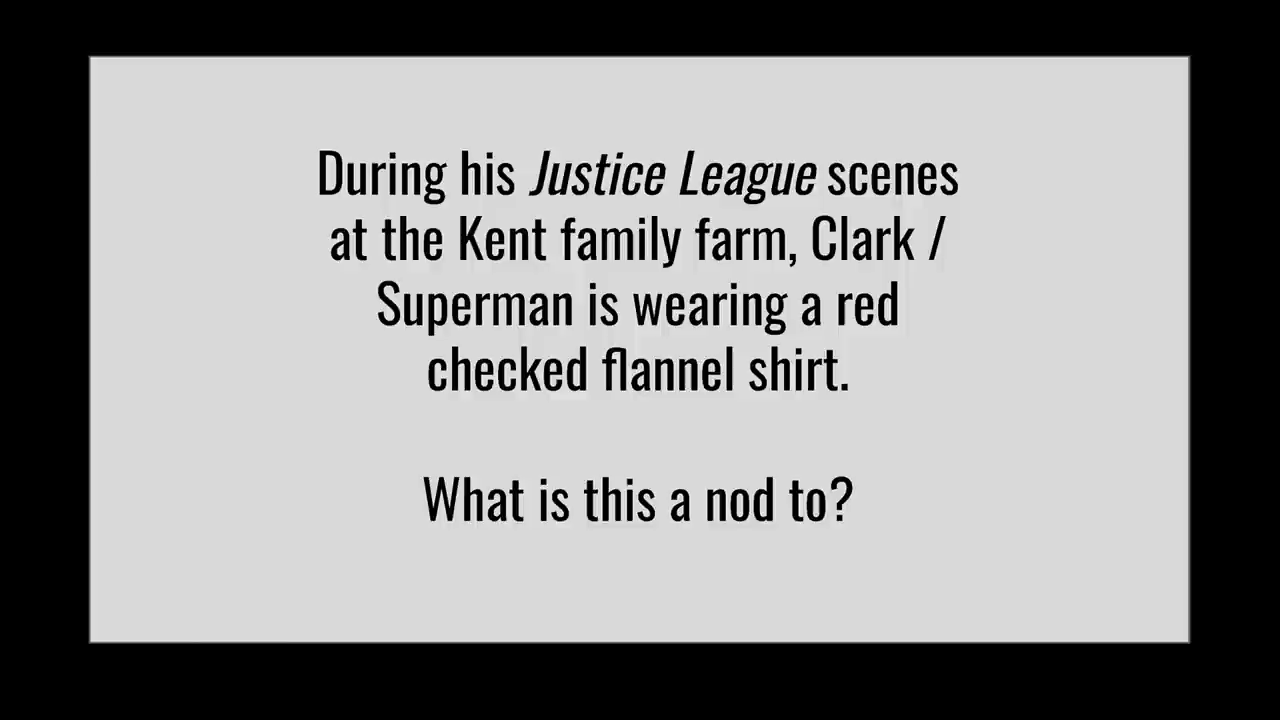 During his Justice League scenes
at the Kent family farm, Clark /
Superman is wearing a red
checked flannel shirt.
What is this a nod to?